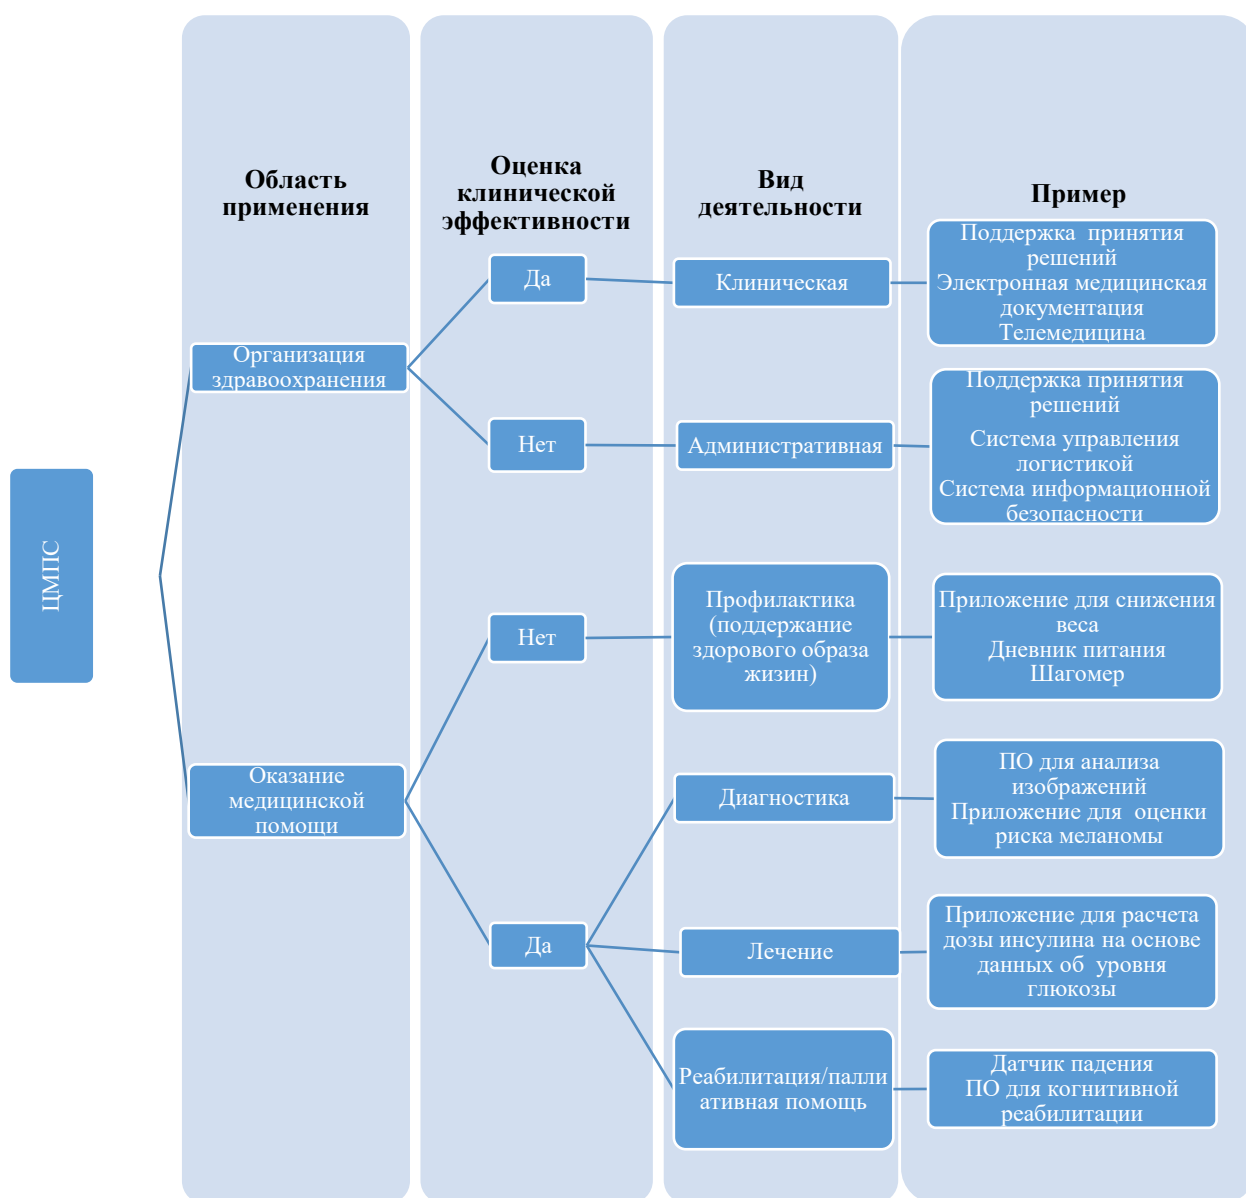 ЦМПС
Область
применения
Организация
здравоохранения
Оказание
медицинской
помощи
Оценка
клинической
эффективности
Да
Нет
Нет
Да
Вид
деятельности
Клиническая
Административная
Профилактика
(поддержание
здорового образа
жизин)
Диагностика
Лечение
Реабилитация/палли
ативная помощь
Пример
Поддержка принятия
решений
Электронная медицинская
документация
Телемедицина
Поддержка принятия
решений
Система управления
логистикой
Система информационной
безопасности
Приложение для снижения
веса
Дневник питания
Шагомер
ПО для анализа
изображений
Приложение для оценки
риска меланомы
Приложение для расчета
дозы инсулина на основе
данных об уровня
глюкозы
Датчик падения
ПО для когнитивной
реабилитации